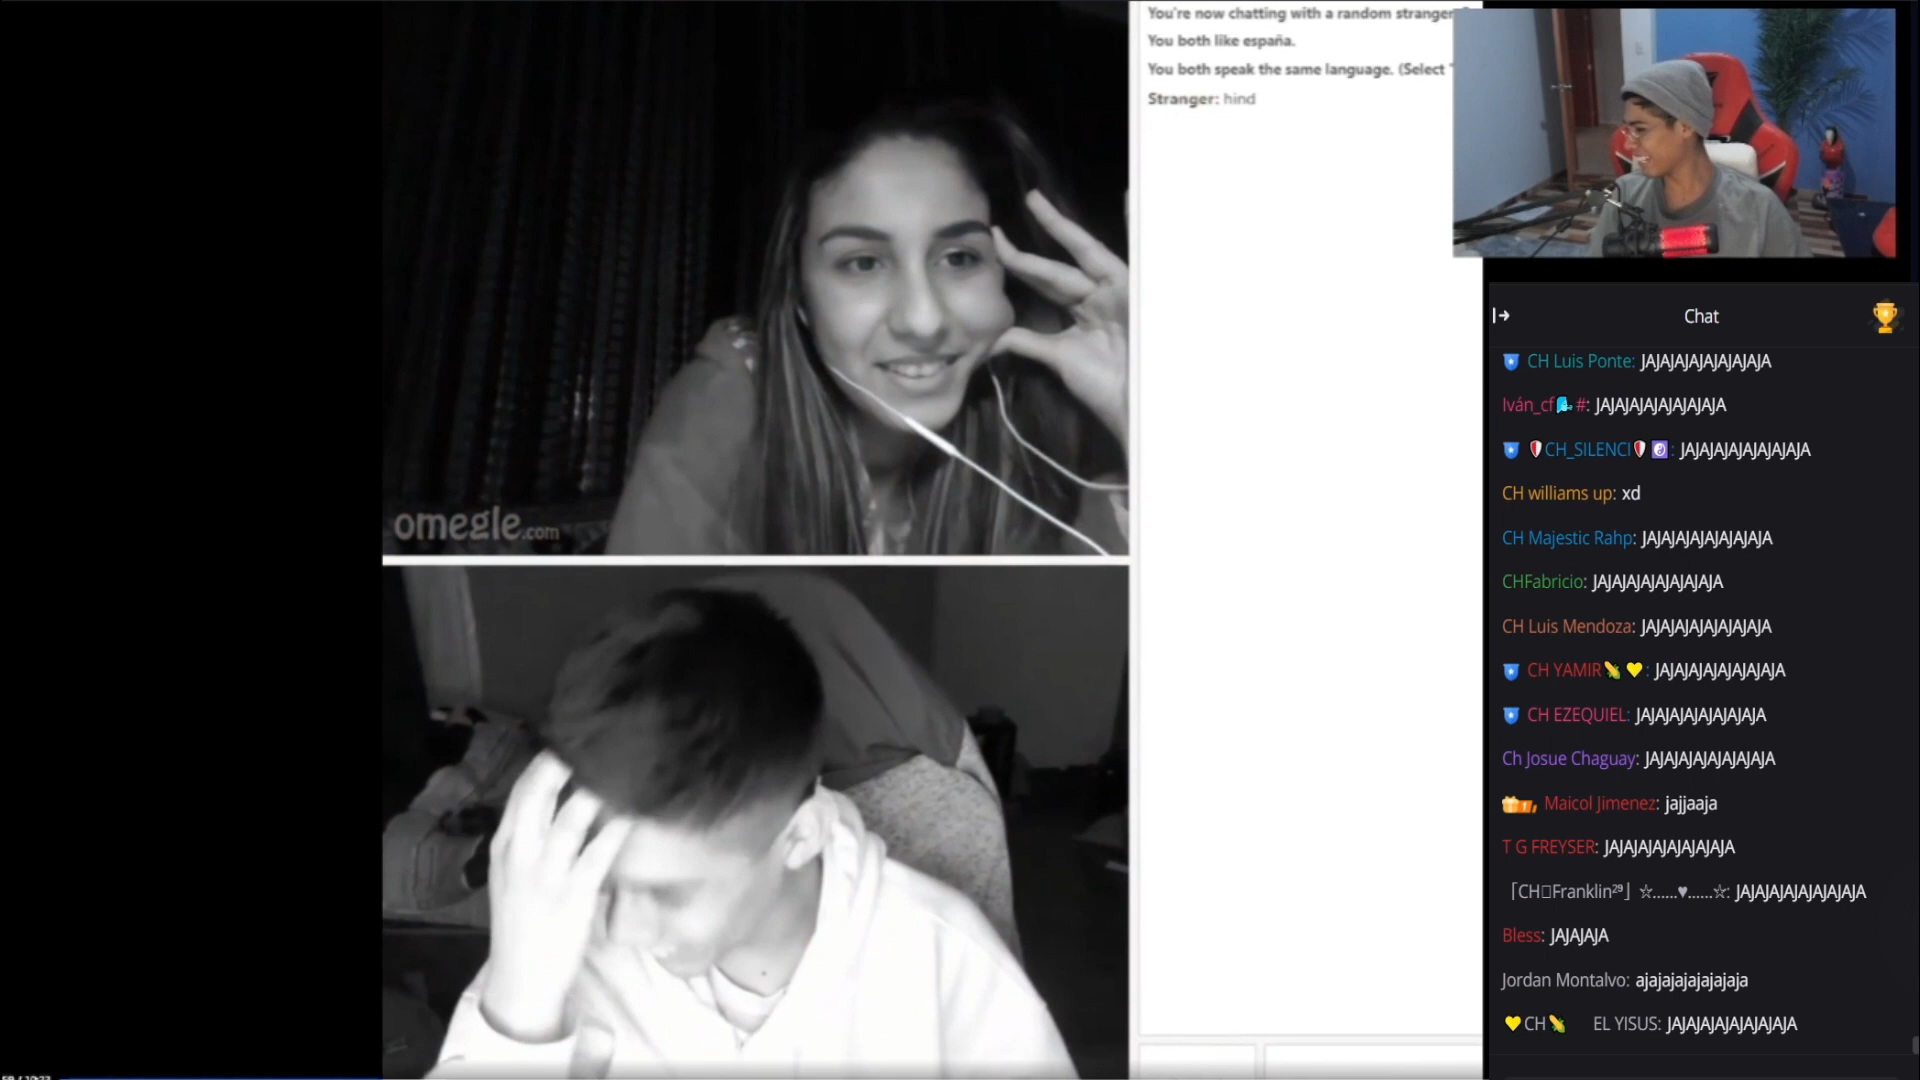 You're now chatting with a random stranger
You both like españa.
You both speak the same language. (Select
Stranger: hind
omegle.com
Chat
CH Luis Ponte: JAJAJAJAJAJAJAJA
Iván_cf🌬️#: JAJAJAJAJAJAJAJA
CH_SILENCI: JAJAJAJAJAJAJAJA
CH williams up: xd
CH Majestic Rahp: JAJAJAJAJAJAJAJA
CHFabricio: JAJAJAJAJAJAJAJA
CH Luis Mendoza: JAJAJAJAJAJAJAJA
CH YAMIR🌽💛: JAJAJAJAJAJAJAJA
CH EZEQUIEL: JAJAJAJAJAJAJAJA
Ch Josue Chaguay: JAJAJAJAJAJAJAJA
Maicol Jimenez: jajjaaja
T G FREYSER: JAJAJAJAJAJAJAJA
「CH□Franklin²⁹」☆......♥......☆: JAJAJAJAJAJAJAJA
Bless: JAJAJAJA
Jordan Montalvo: ajajajajajajajaja
💛CH🌽 EL YISUS: JAJAJAJAJAJAJAJA